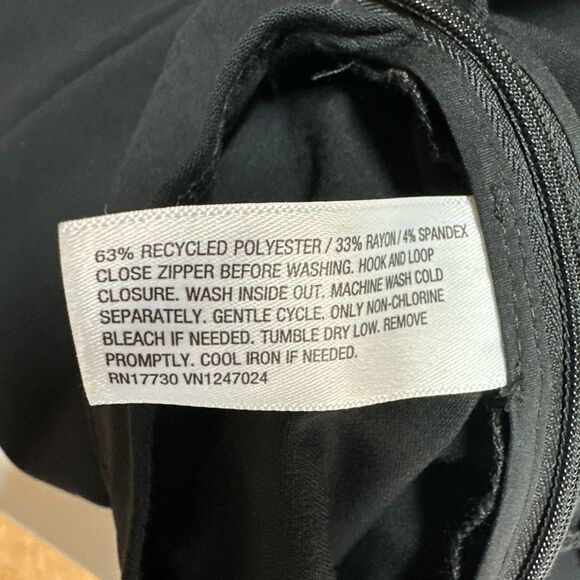 63% RECYCLED POLYESTER / 33% RAYON / 4% SPANDEX
CLOSE ZIPPER BEFORE WASHING. HOOK AND LOOP
CLOSURE. WASH INSIDE OUT. MACHINE WASH COLD
SEPARATELY. GENTLE CYCLE. ONLY NON-CHLORINE
BLEACH IF NEEDED. TUMBLE DRY LOW. REMOVE
PROMPTLY. COOL IRON IF NEEDED.
RN17730 VN1247024